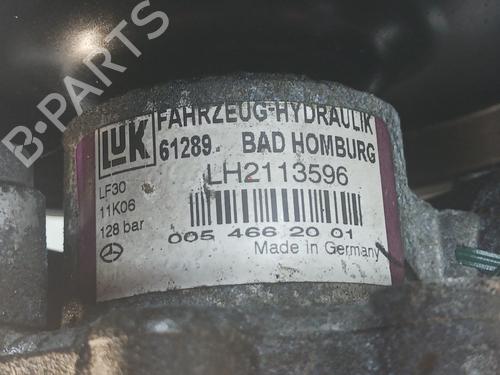 B-PARTS
LUK FAHRZEUG-HYDRAULIK
61289. BAD HOMBURG
LH2113596
LF30
11K06
128 bar
005 466 20 01
Made in Germany